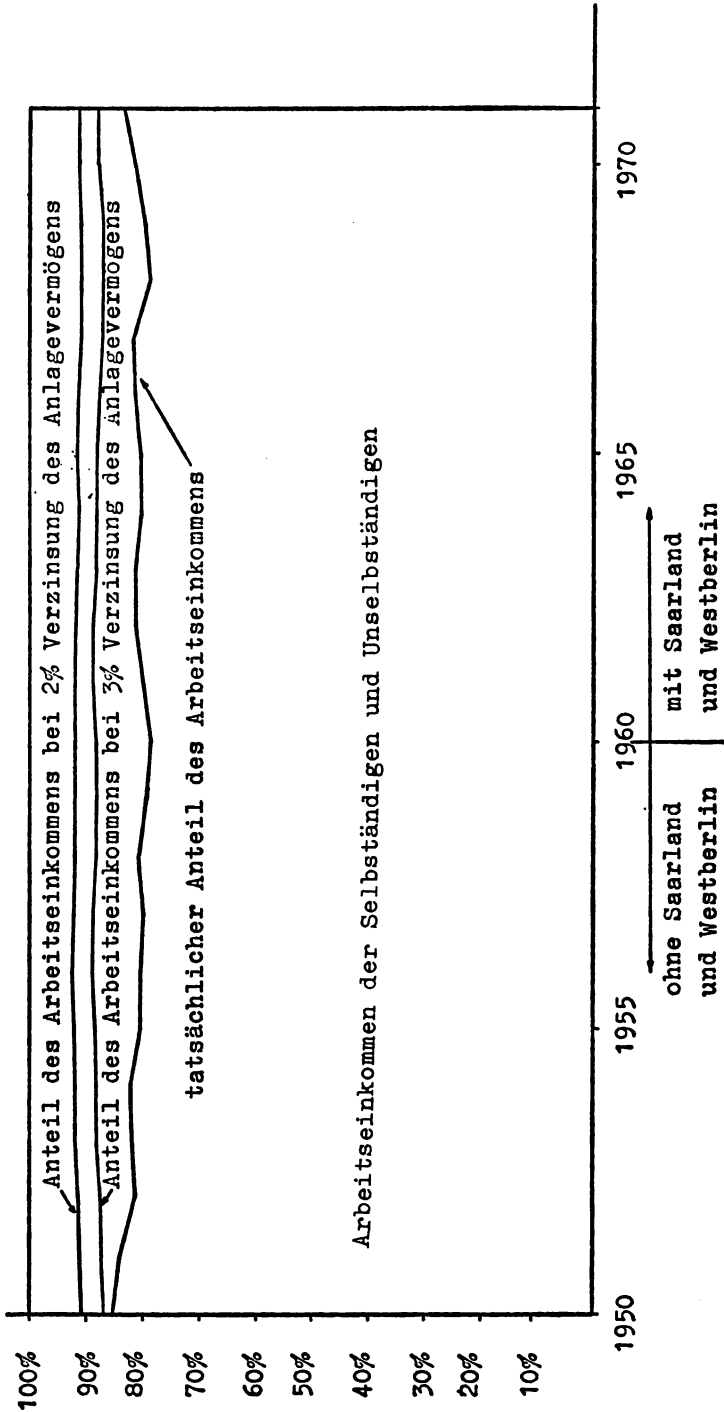 100%
90%
80%
70%
60%
50%
40%
30%
20%
10%
Anteil des Arbeitseinkommens bei 2% Verzinsung des Anlagevermögens
Anteil des Arbeitseinkommens bei 3% Verzinsung des Anlagevermögens
tatsächlicher Anteil des Arbeitseinkommens
Arbeitseinkommen der Selbständigen und Unselbständigen
1950
1955
1960
1965
1970
ohne Saarland
und Westberlin
mit Saarland
und Westberlin